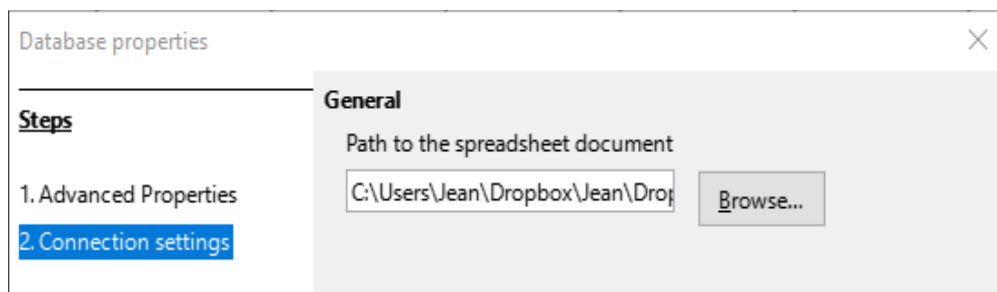 Database properties
Steps
1. Advanced Properties
2. Connection settings
General
Path to the spreadsheet document
C:\Users\Jean\Dropbox\Jean\Drop
Browse...